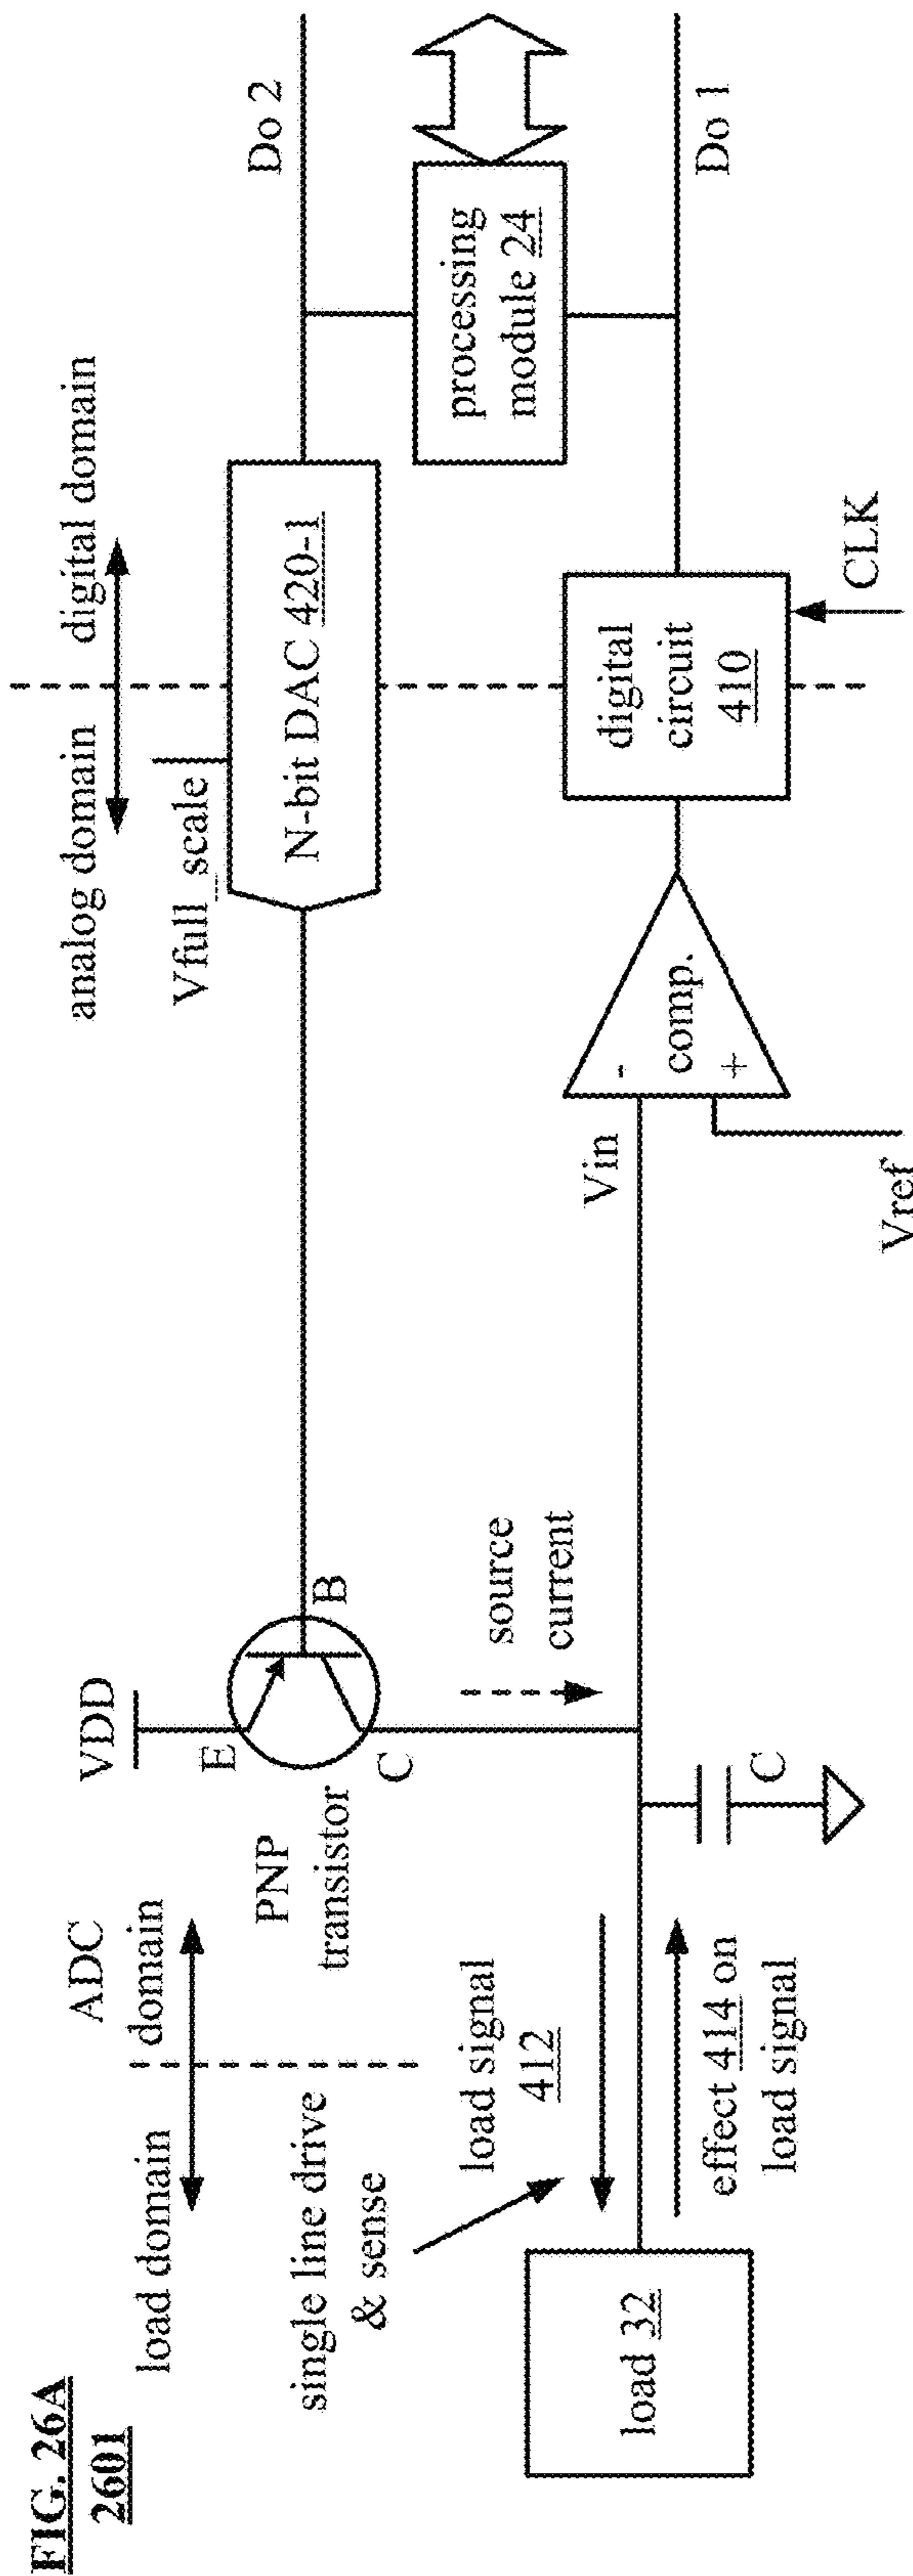 FIG. 26A
2601
load domain
ADC
domain
analog domain
digital domain
VDD
Vfull_scale
Do 2
E
B
C
PNP
transistor
N-bit DAC 420-1
single line drive
& sense
source
current
processing
module 24
load signal
412
Vin
-
comp.
+
digital
circuit
410
Do 1
load 32
effect 414 on
load signal
C
Vref
CLK